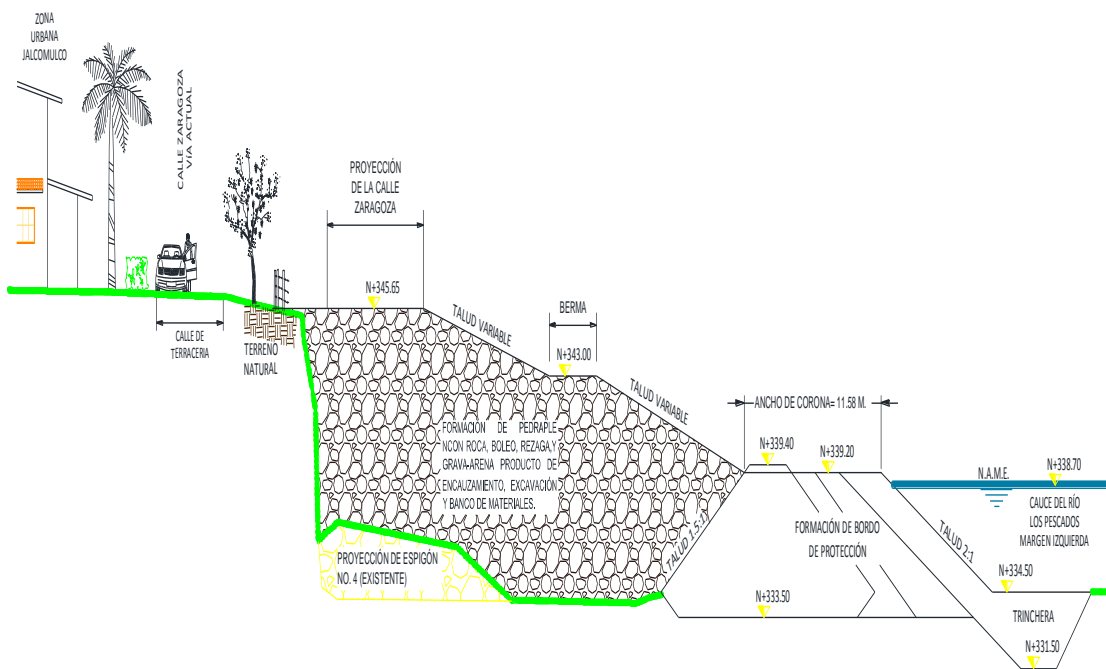 ZONA
URBANA
JALCOMULCO
CALLE ZARAGOZA
VÍA ACTUAL
PROYECCIÓN
DE LA CALLE
ZARAGOZA
N+345.65
CALLE DE
TERRACERIA
TERRENO
NATURAL
TALUD VARIABLE
BERMA
N+343.00
TALUD VARIABLE
ANCHO DE CORONA= 11.58 M.
FORMACIÓN DE PEDRAPLE
NCON ROCA, BOLEO, REZAGA,Y
GRAVA-ARENA PRODUCTO DE
ENCAUZAMIENTO, EXCAVACIÓN
Y BANCO DE MATERIALES.
N+339.40
N+339.20
N.A.M.E.
N+338.70
CAUCE DEL RÍO
LOS PESCADOS
MARGEN IZQUIERDA
FORMACIÓN DE BORDO
DE PROTECCIÓN
TALUD 1.5:1
TALUD 2:1
PROYECCIÓN DE ESPIGÓN
NO. 4 (EXISTENTE)
N+334.50
N+333.50
TRINCHERA
N+331.50